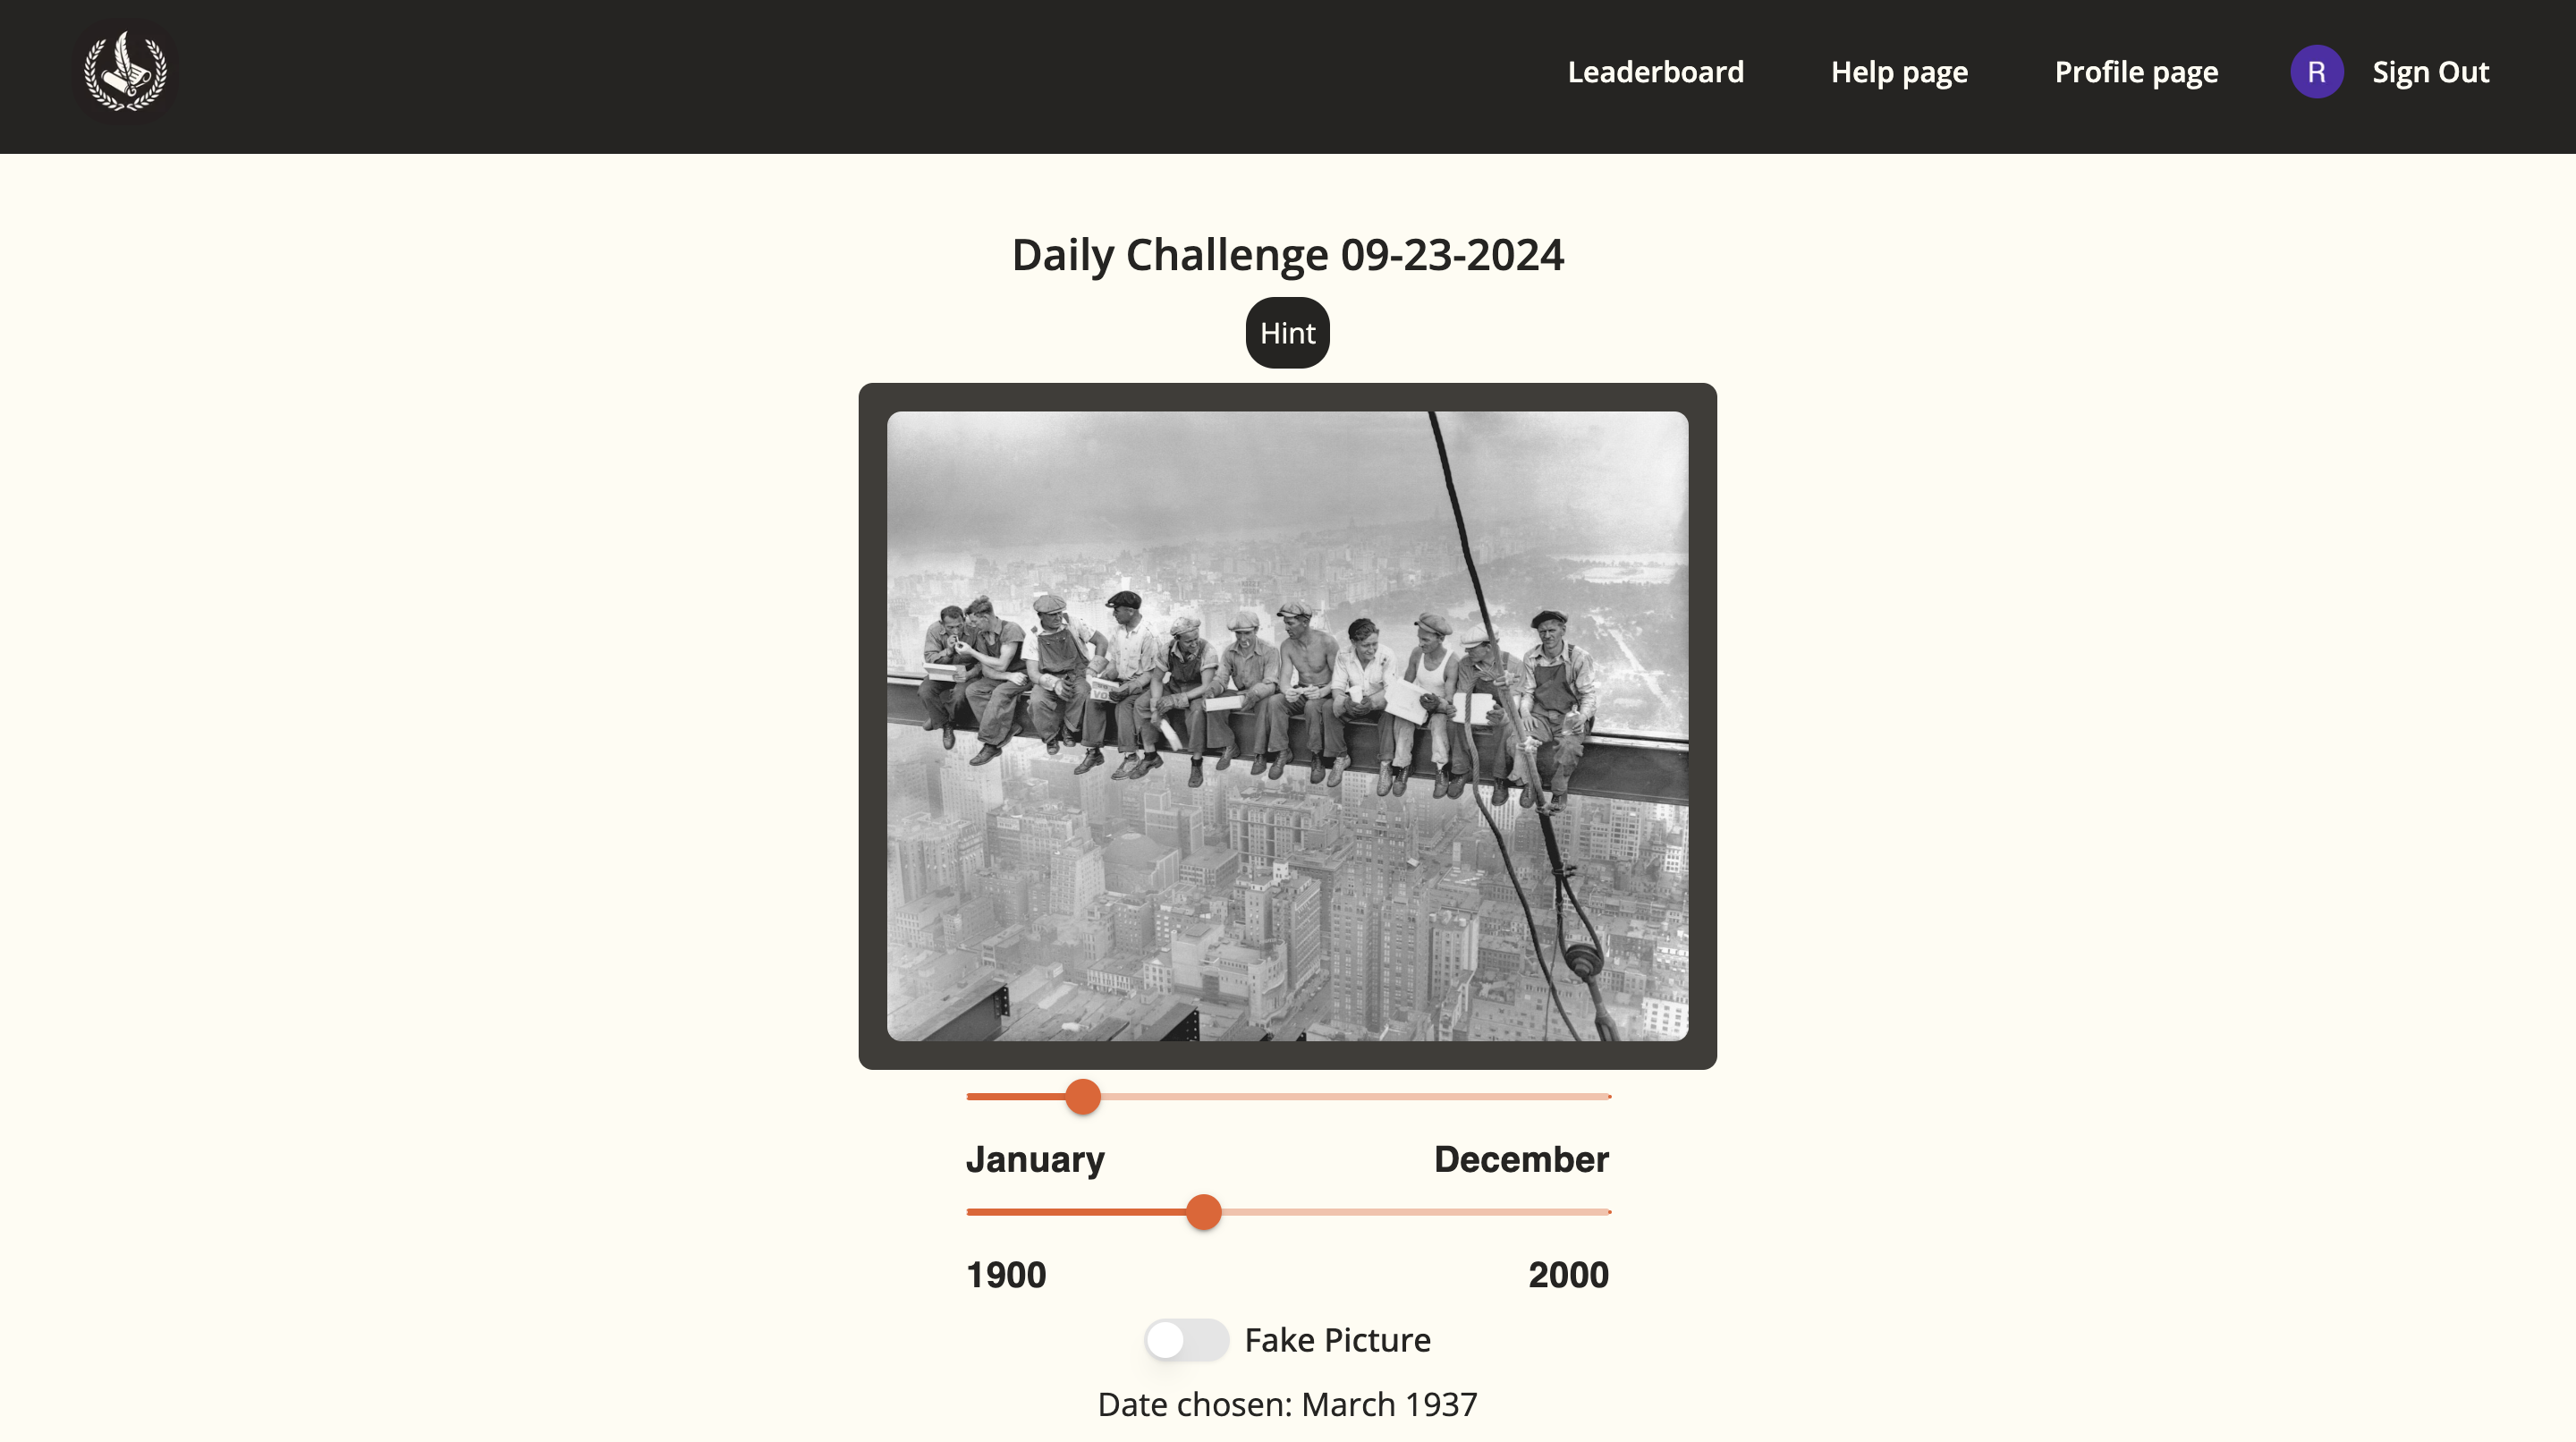 Leaderboard Help page Profile page R Sign Out
Daily Challenge 09-23-2024
Hint
VO
January December
1900 2000
Fake Picture
Date chosen: March 1937